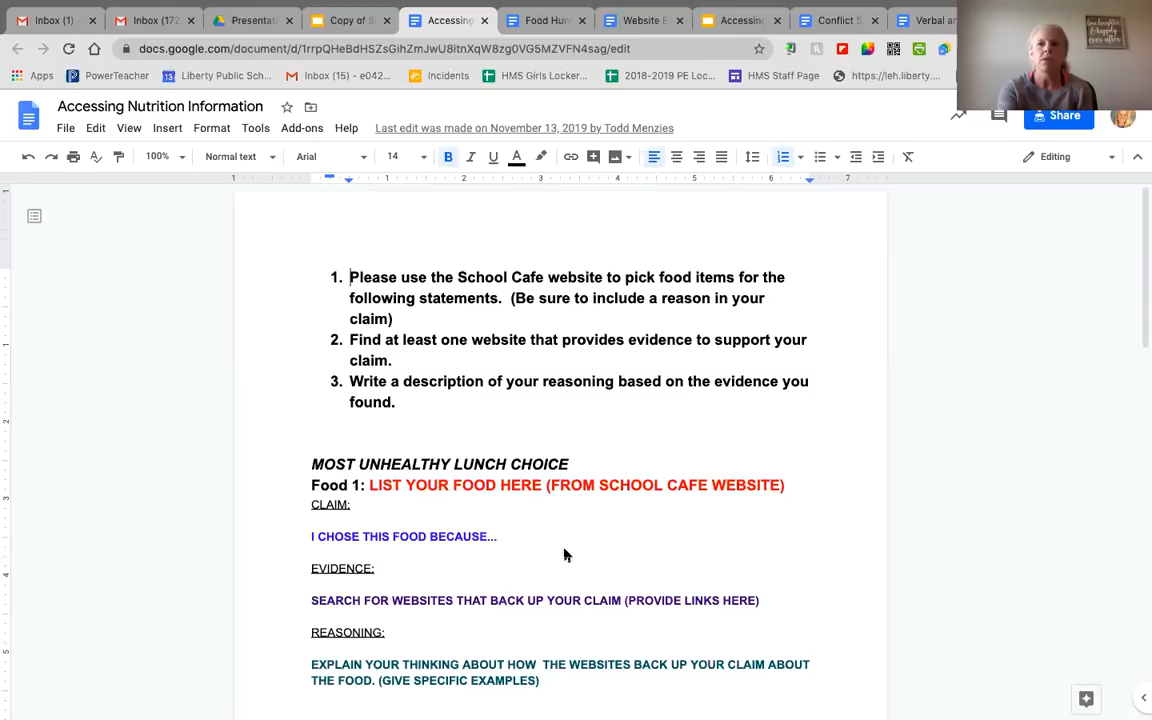 Inbox (1)
Inbox (172
Presentat
Copy of S
Accessing
Food Hun
Website E
Accessing
Conflict S
Verbal an
docs.google.com/document/d/1rrpQHeBdHSZsGihZmJwU8itnXqW8zg0VG5MZVFN4sag/edit
Apps
PowerTeacher
Liberty Public Sch...
Inbox (15) - e042...
Incidents
HMS Girls Locker...
2018-2019 PE Loc...
HMS Staff Page
https://leh.liberty...
Accessing Nutrition Information
File Edit View Insert Format Tools Add-ons Help
Last edit was made on November 13, 2019 by Todd Menzies
Share
100%
Normal text
Arial
14
Editing
1. Please use the School Cafe website to pick food items for the
following statements. (Be sure to include a reason in your
claim)
2. Find at least one website that provides evidence to support your
claim.
3. Write a description of your reasoning based on the evidence you
found.
MOST UNHEALTHY LUNCH CHOICE
Food 1: LIST YOUR FOOD HERE (FROM SCHOOL CAFE WEBSITE)
CLAIM:
I CHOSE THIS FOOD BECAUSE...
EVIDENCE:
SEARCH FOR WEBSITES THAT BACK UP YOUR CLAIM (PROVIDE LINKS HERE)
REASONING:
EXPLAIN YOUR THINKING ABOUT HOW THE WEBSITES BACK UP YOUR CLAIM ABOUT
THE FOOD. (GIVE SPECIFIC EXAMPLES)